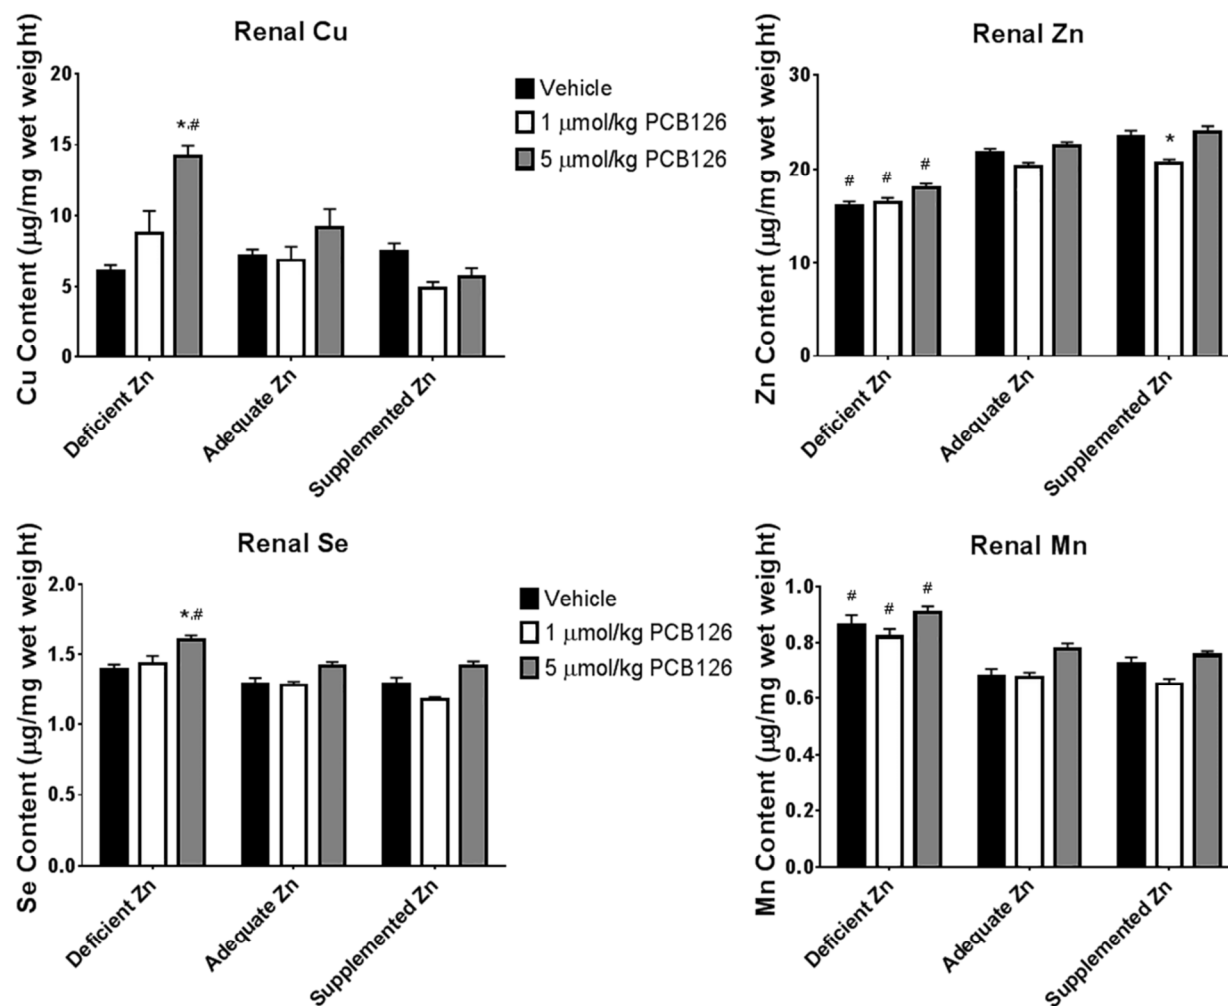 Renal Cu
Cu Content (μg/mg wet weight)
20
15
10
5
0
*,#
Deficient Zn
Adequate Zn
Supplemented Zn
Vehicle
1 μmol/kg PCB126
5 μmol/kg PCB126
Renal Zn
Zn Content (μg/mg wet weight)
30
20
10
0
#
#
#
*
Deficient Zn
Adequate Zn
Supplemented Zn
Renal Se
Se Content (μg/mg wet weight)
2.0
1.5
1.0
0.5
0.0
*,#
Deficient Zn
Adequate Zn
Supplemented Zn
Vehicle
1 μmol/kg PCB126
5 μmol/kg PCB126
Renal Mn
Mn Content (μg/mg wet weight)
1.0
0.8
0.6
0.4
0.2
0.0
#
#
#
Deficient Zn
Adequate Zn
Supplemented Zn